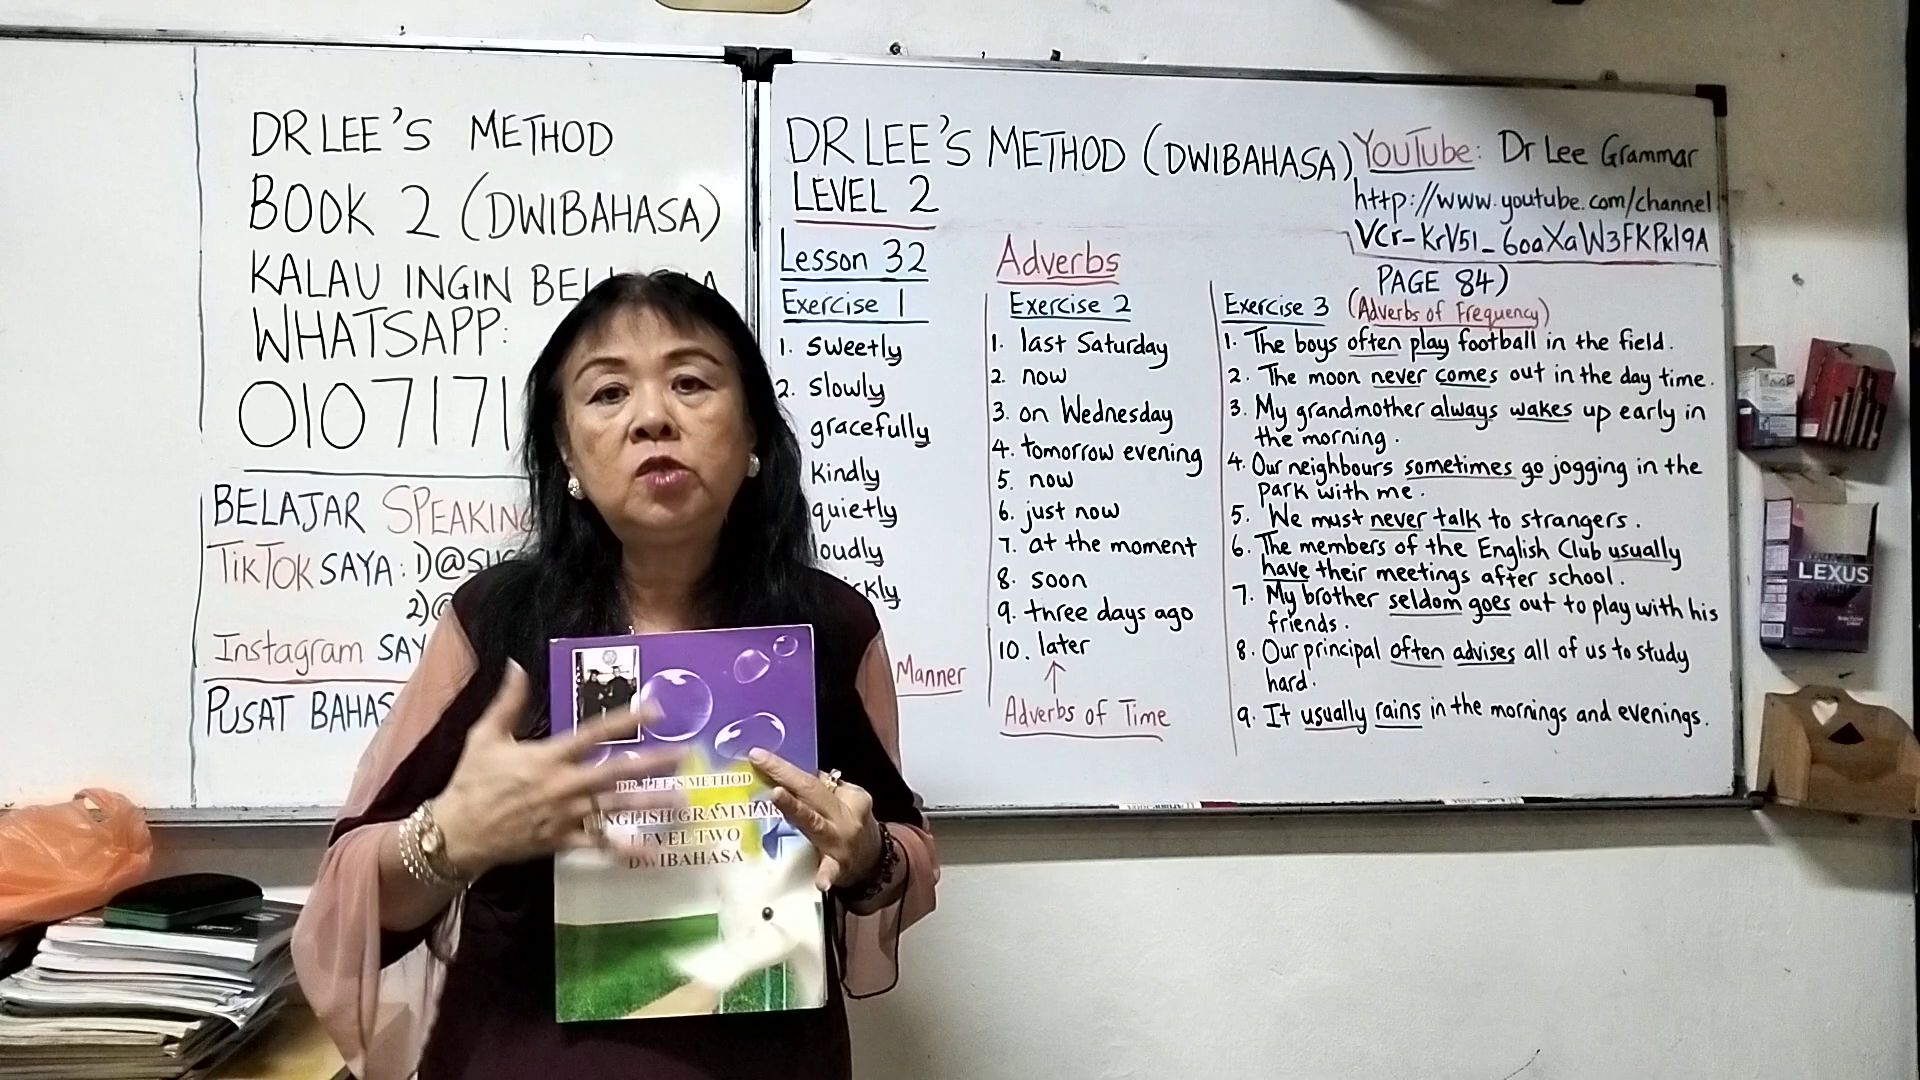 DR LEE'S METHOD
BOOK 2 (DWIBAHASA)
KALAU INGIN
WHATSAPP:
0107171
BELAJAR SPEAKING
TikTok SAYA: 1)@
2)@
Instagram
PUSAT
DR LEE'S METHOD (DWIBAHASA)
LEVEL 2
YouTube: Dr Lee Grammar
http://www.youtube.com/channel
VCr-KrV51_6oaXaW3FKPkl9A
Lesson 32
Adverbs
PAGE 84)
Exercise 1
1. sweetly
2. slowly
gracefully
kindly
quietly
loudly
Manner
Exercise 2
1. last Saturday
2. now
3. on Wednesday
4. tomorrow evening
5. now
6. just now
7. at the moment
8. soon
9. three days ago
10. later
Adverbs of Time
Exercise 3 (Adverbs of Frequency)
1. The boys often play football in the field.
2. The moon never comes out in the day time.
3. My grandmother always wakes up early in
the morning.
4. Our neighbours sometimes go jogging in the
park with me.
5. We must never talk to strangers.
6. The members of the English Club usually
have their meetings after school.
7. My brother seldom goes out to play with his
friends.
8. Our principal often advises all of us to study
hard.
9. It usually rains in the mornings and evenings.
DR. LEE'S METHOD
ENGLISH GRAMMAR
LEVEL TWO
DWIBAHASA
LEXUS